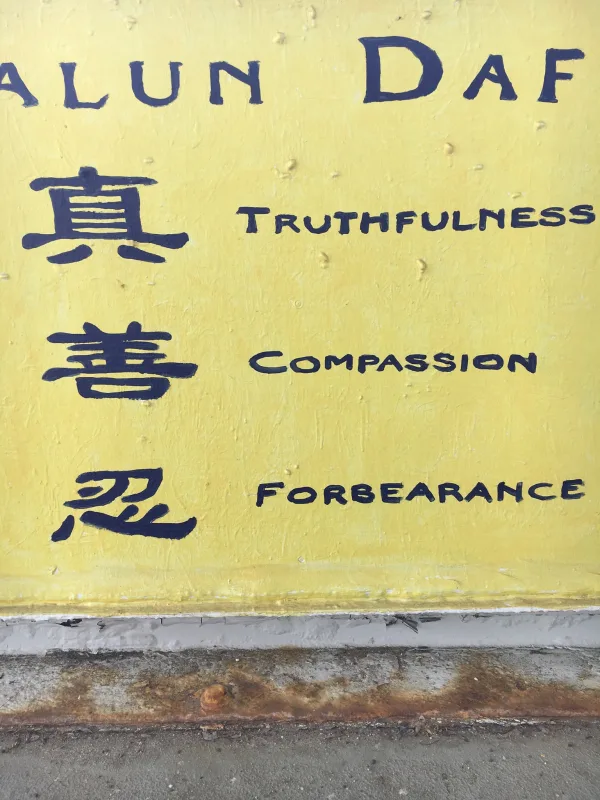 ALUN DAF
真 TRUTHFULNESS
善 COMPASSION
忍 FORBEARANCE